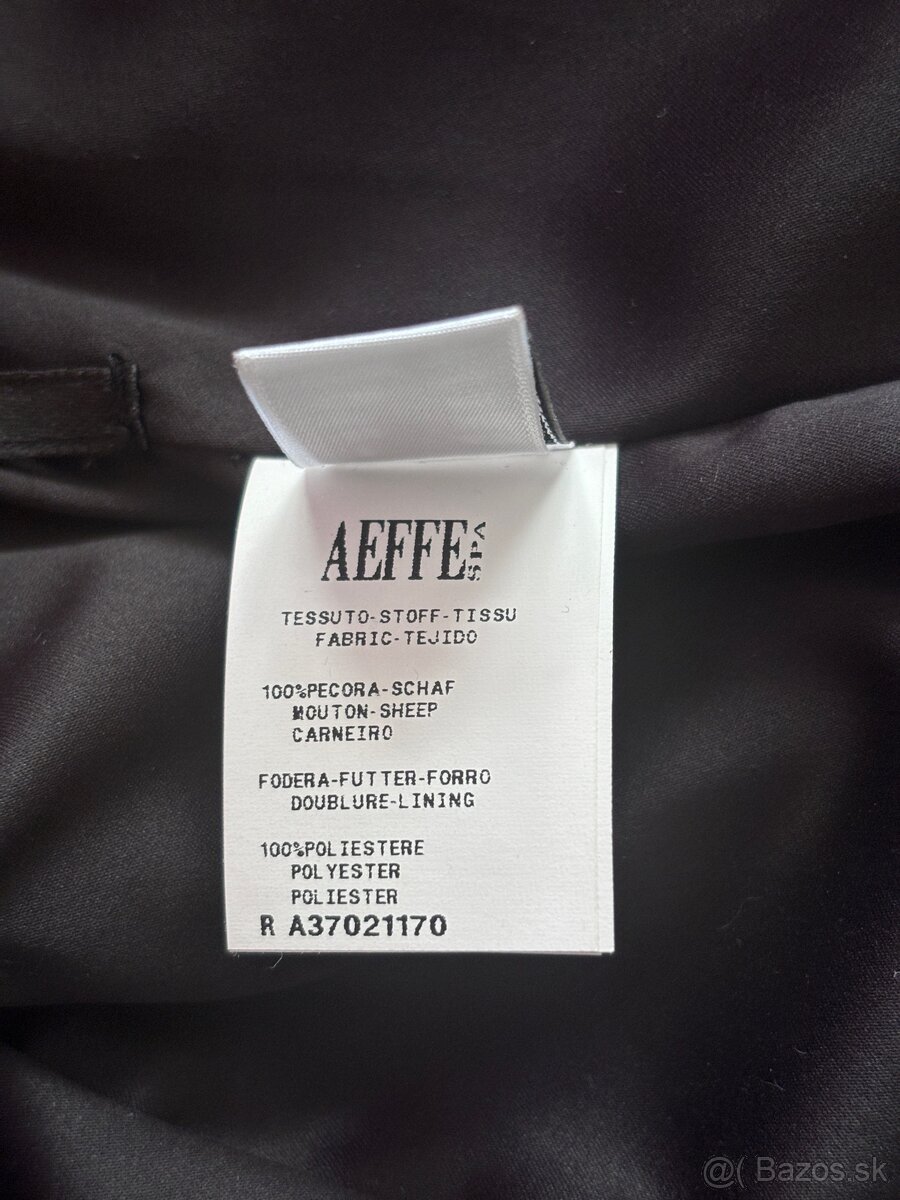 AEFFE SPA
TESSUTO-STOFF-TISSU
FABRIC-TEJIDO
100%PECORA-SCHAF
MOUTON-SHEEP
CARNEIRO
FODERA-FUTTER-FORRO
DOUBLURE-LINING
100%POLIESTERE
POLYESTER
POLIESTER
R A37021170
@( Bazos.sk